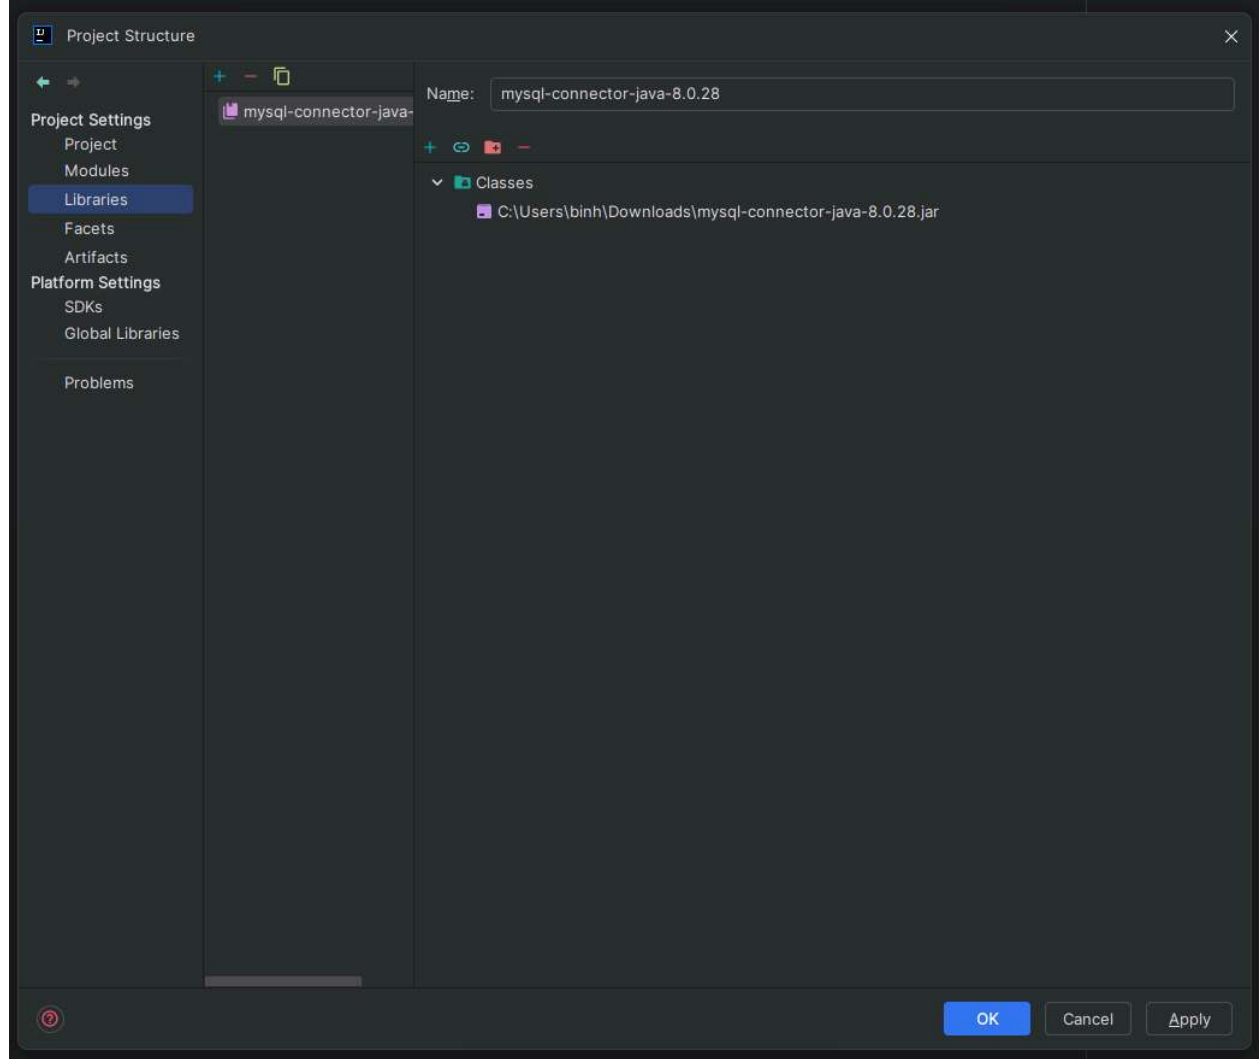 Project Structure
Project Settings
Project
Modules
Libraries
Facets
Artifacts
Platform Settings
SDKs
Global Libraries
Problems
mysql-connector-java-
Name: mysql-connector-java-8.0.28
Classes
C:\Users\binh\Downloads\mysql-connector-java-8.0.28.jar
OK Cancel Apply